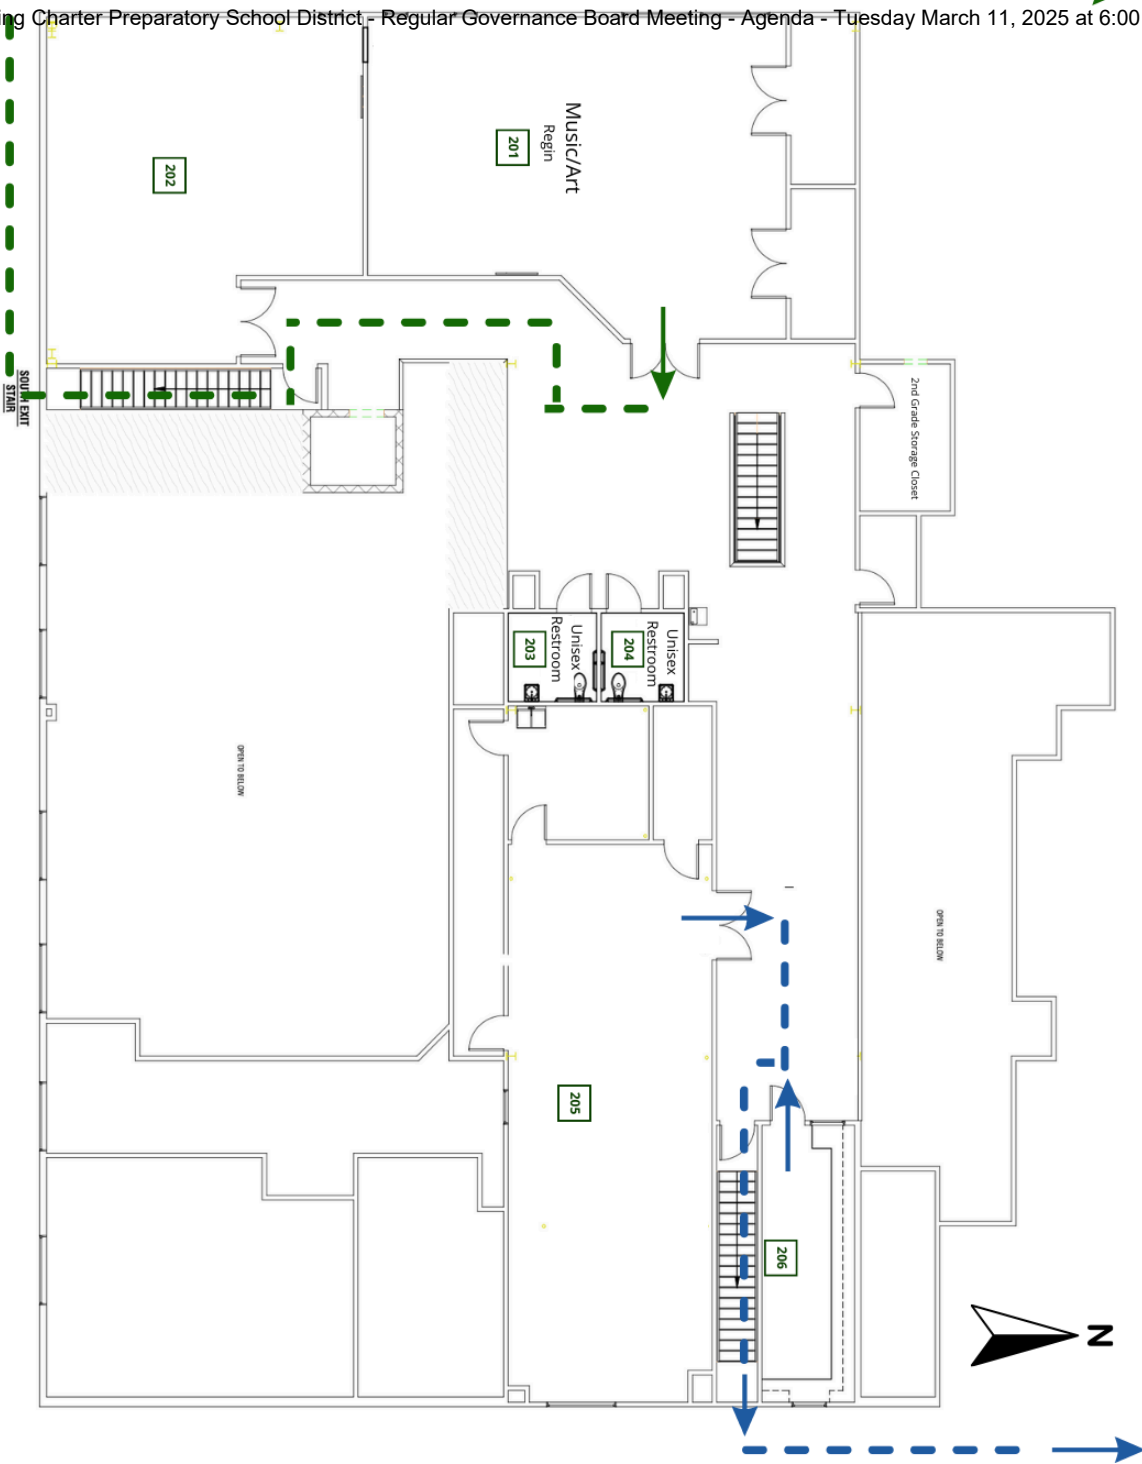 ing Charter Preparatory School District - Regular Governance Board Meeting - Agenda - Tuesday March 11, 2025 at 6:00
Music/Art
Regin
201
202
SOUTH EXIT
STAIR
2nd Grade Storage Closet
Unisex
Restroom
203
Unisex
Restroom
204
OPEN TO BELOW
OPEN TO BELOW
205
206
N